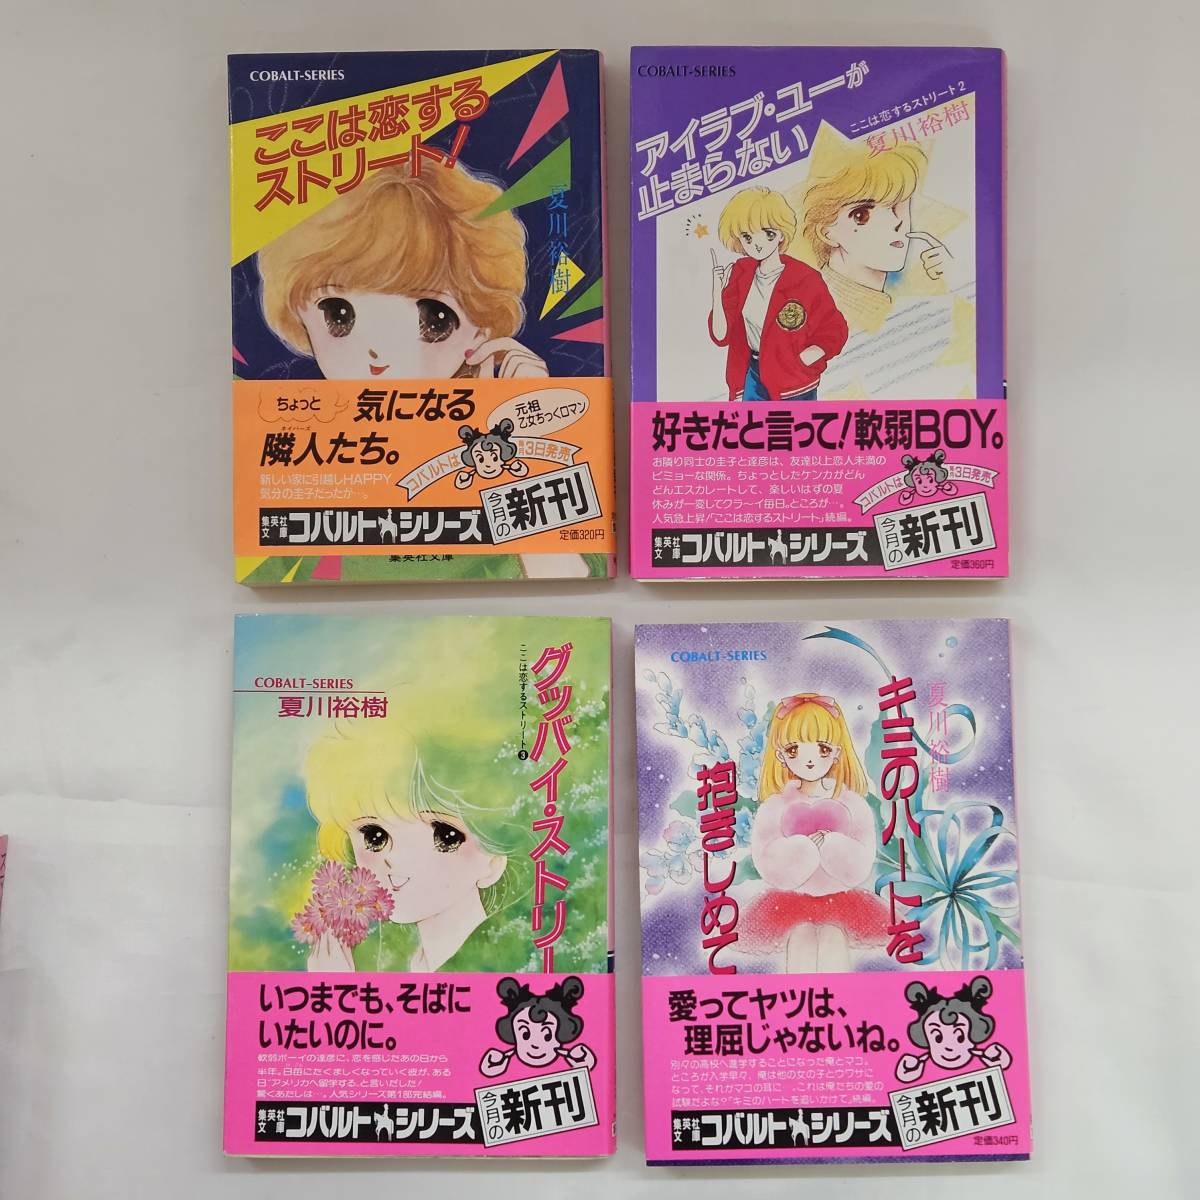 COBALT-SERIES
ここは恋する
ストリート!
夏川裕樹
ちょっと
気になる
ネイバーズ
隣人たち。
元祖
乙女ちっくロマン
新しい家に引越しHAPPY
気分の圭子だったが…。
コバルトは
毎月3日発売
集英社
文庫
コバルト シリーズ
今月の
新刊
定価320円
集英社文庫
COBALT-SERIES
アイラブ・ユーが
止まらない
ここは恋するストリート2
夏川裕樹
好きだと言って!軟弱BOY。
お隣り同士の圭子と達彦は、友達以上恋人未満の
ビミョーな関係。ちょっとしたケンカがどん
どんエスカレートして、楽しいはずの夏
休みが一変してクラ〜イ毎日。ところが…。
人気急上昇!「ここは恋するストリート」続編。
コバルトは
毎月3日発売
集英社
文庫
コバルト シリーズ
今月の
新刊
定価360円
COBALT-SERIES
夏川裕樹
グッバイ・ストリー
ここは恋するストリート3
いつまでも、そばに
いたいのに。
軟弱ボーイの達彦に、恋を感じたあの日から
半年。日毎にたくましくなっていく彼が、ある
日"アメリカへ留学する"と言いだした!
驚くあたしは…。人気シリーズ第1部完結編。
集英社
文庫
コバルト シリーズ
今月の
新刊
COBALT-SERIES
キミのハートを
抱きしめて
夏川裕樹
愛ってヤツは、
理屈じゃないね。
別々の高校へ進学することになった俺とマコ。
ところが入学早々、俺は他の女の子とウワサに
なって、それがマコの耳に…。これは俺たちの愛の
試験だよな?「キミのハートを追いかけて」続編。
集英社
文庫
コバルト シリーズ
今月の
新刊
定価340円